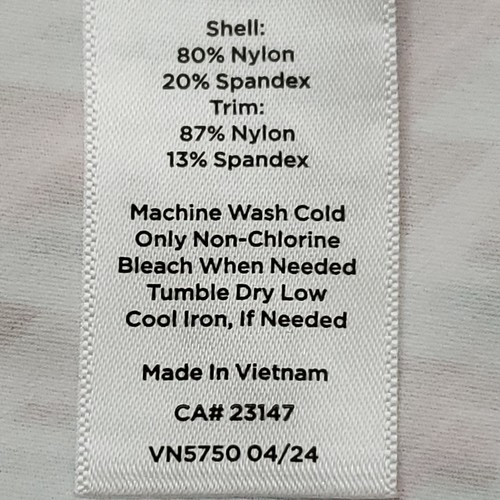 Shell:
80% Nylon
20% Spandex
Trim:
87% Nylon
13% Spandex
Machine Wash Cold
Only Non-Chlorine
Bleach When Needed
Tumble Dry Low
Cool Iron, If Needed
Made In Vietnam
CA# 23147
VN5750 04/24